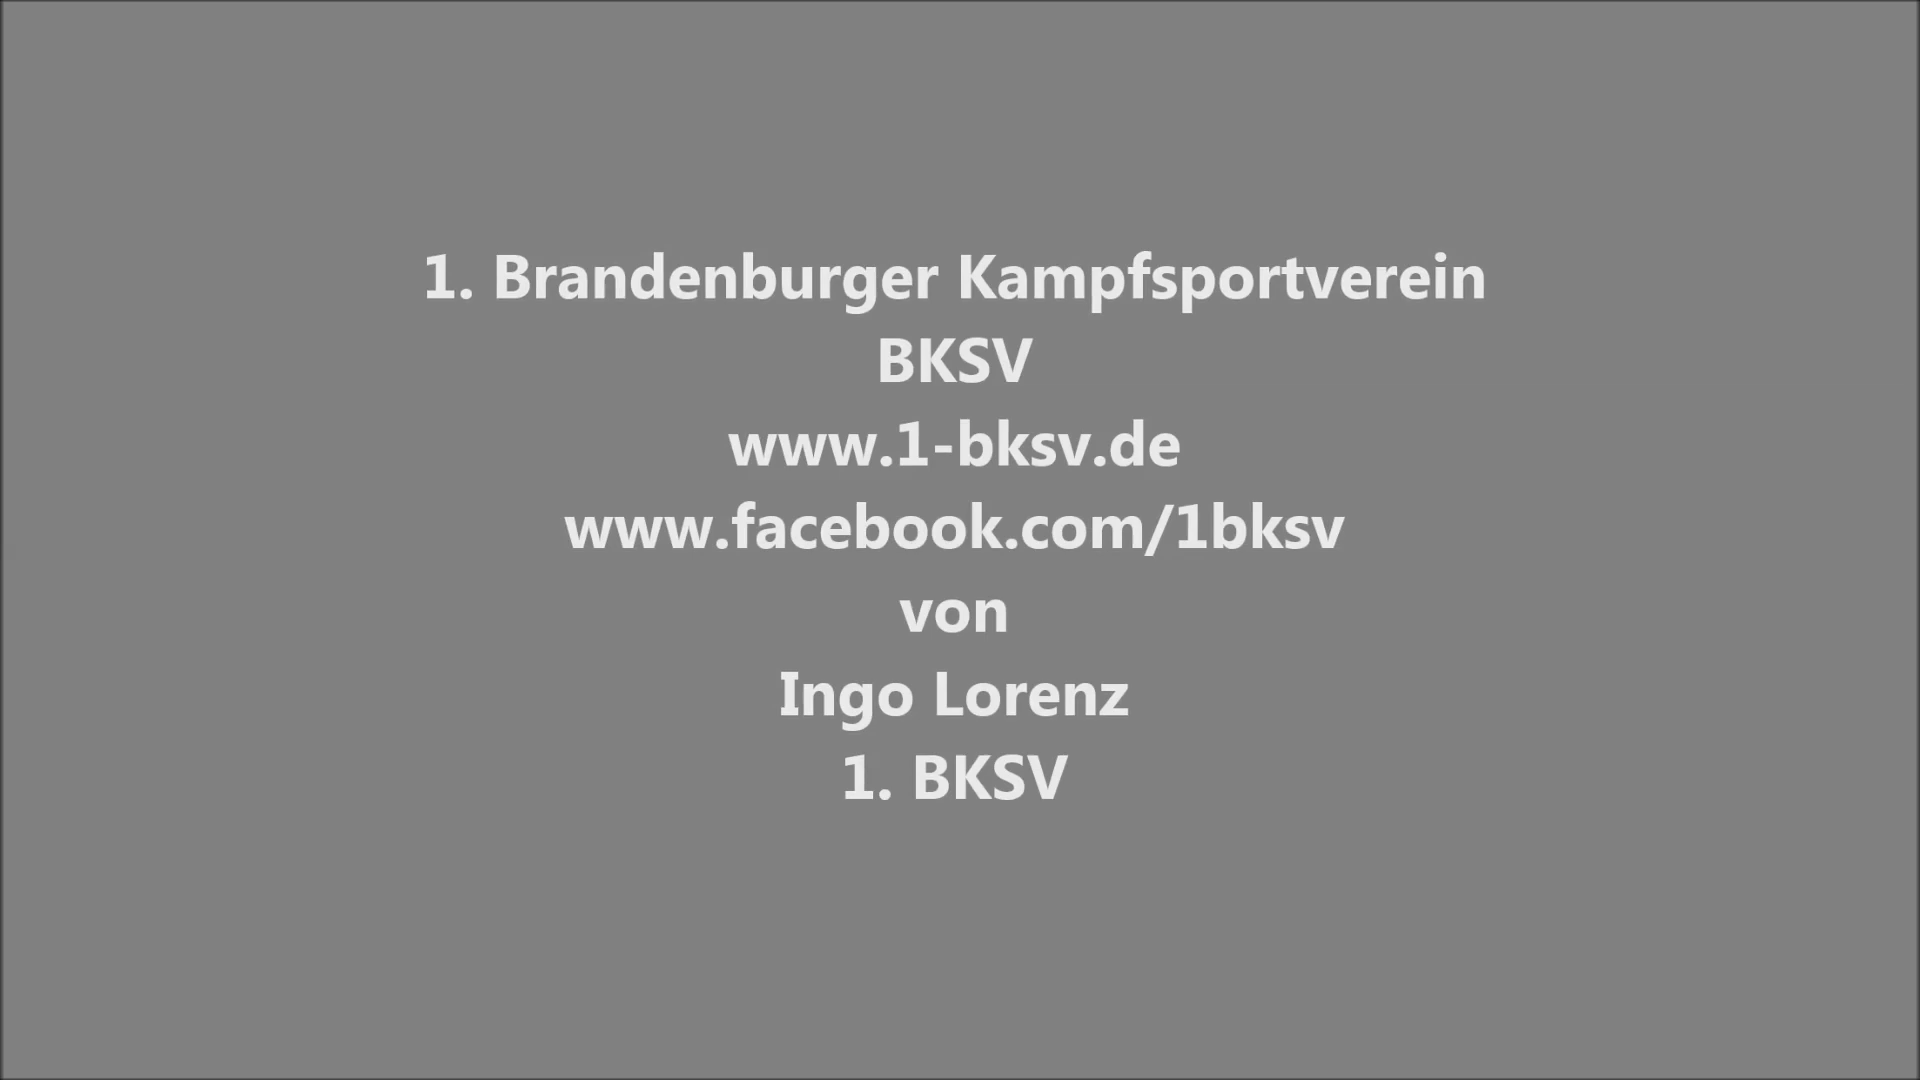 1. Brandenburger Kampfsportverein
BKSV
www.1-bksv.de
www.facebook.com/1bksv
von
Ingo Lorenz
1. BKSV